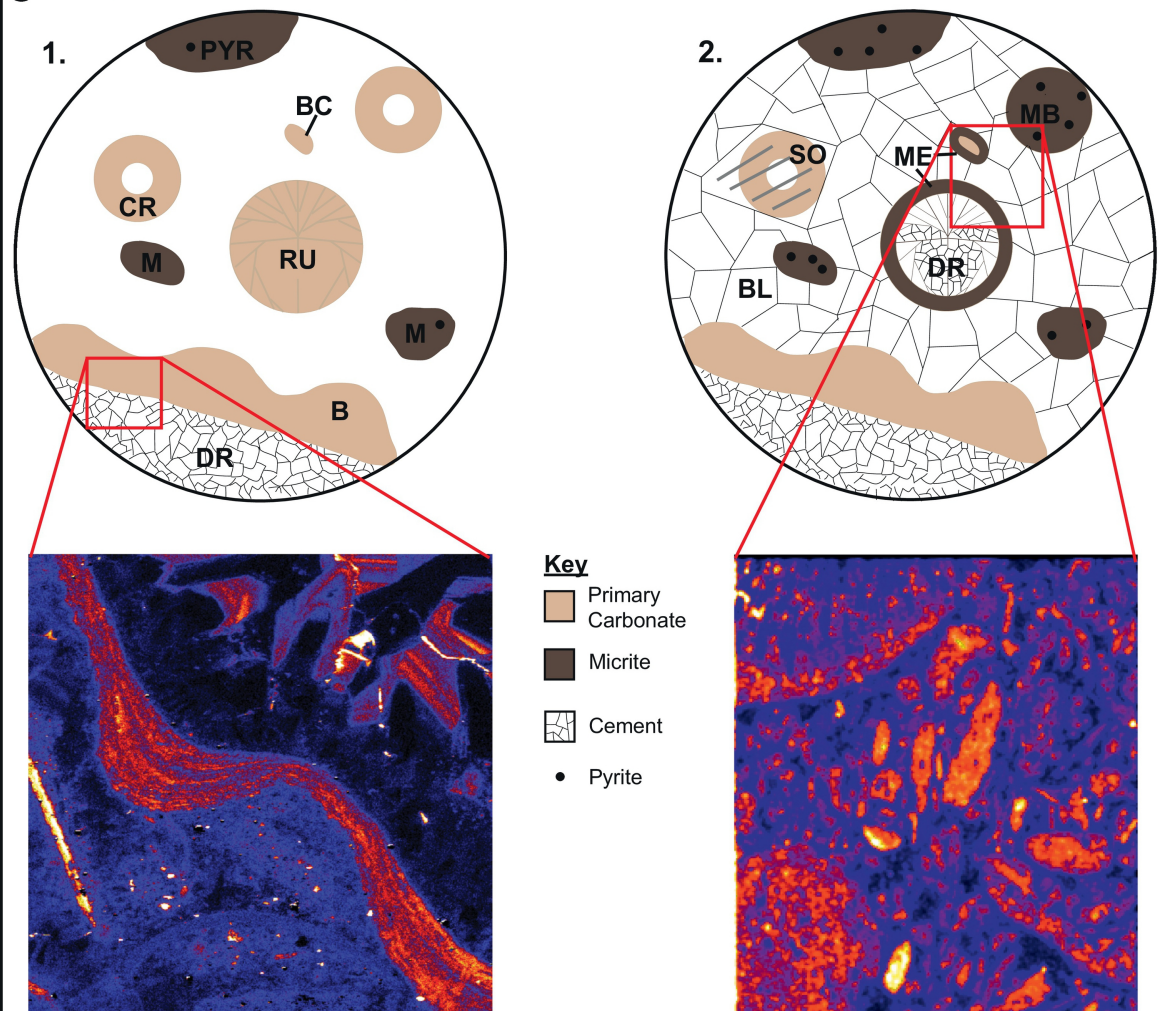 1.
PYR
BC
CR
M
RU
M
B
DR
2.
MB
SO
ME
BL
DR
Key
Primary
Carbonate
Micrite
Cement
Pyrite